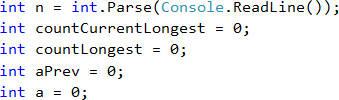 int n = int.Parse(Console.ReadLine());
int countCurrentLongest = 0;
int countLongest = 0;
int aPrev = 0;
int a = 0;